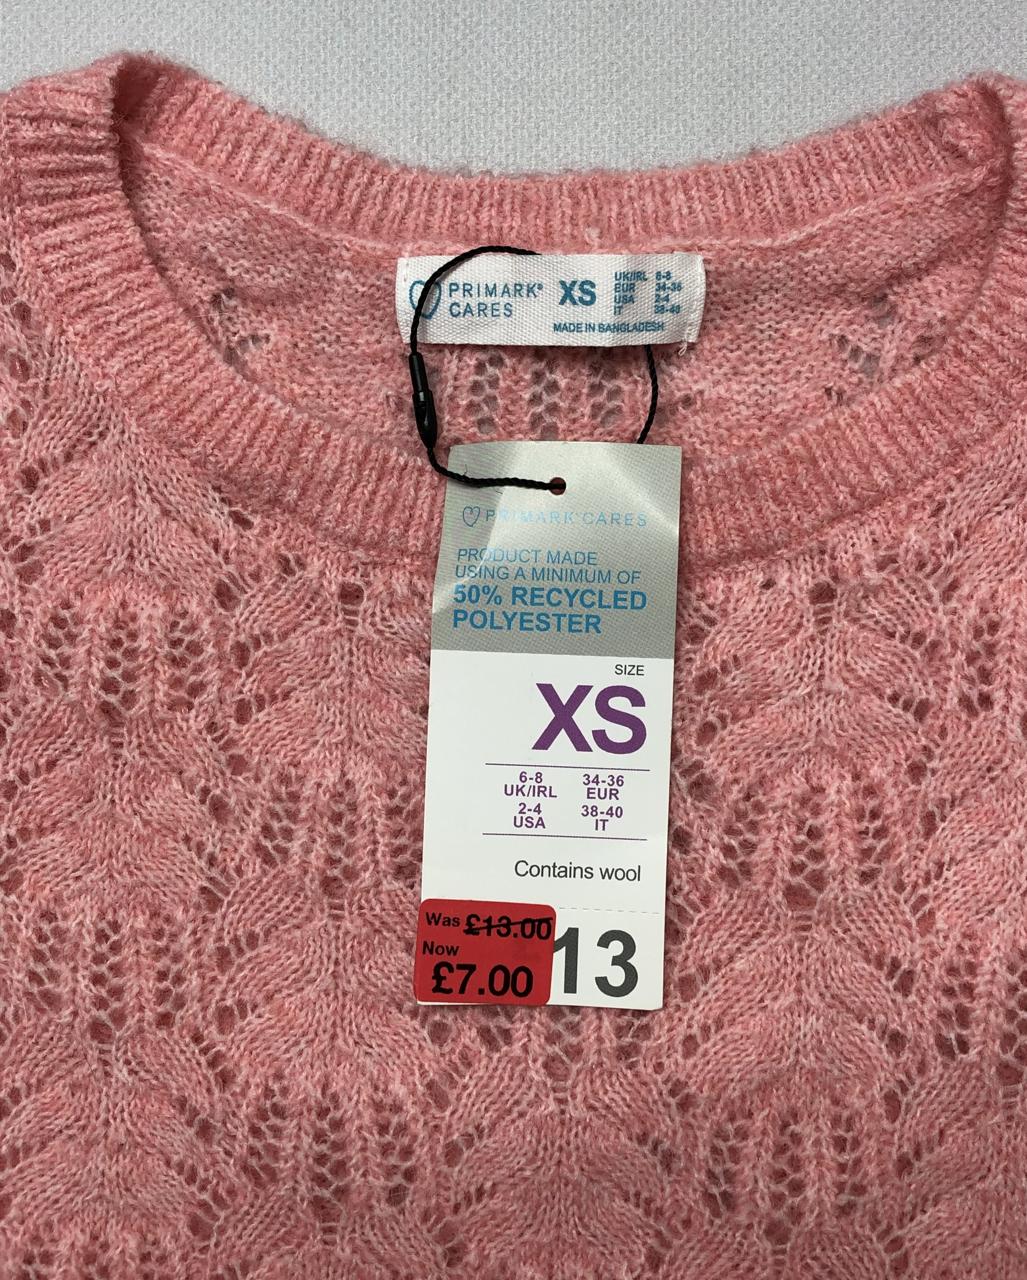 PRIMARK®
CARES
XS
UK/IRL 6-8
EUR 34-36
USA 2-4
IT 38-40
MADE IN BANGLADESH
PRIMARK CARES
PRODUCT MADE
USING A MINIMUM OF
50% RECYCLED
POLYESTER
SIZE
XS
6-8 34-36
UK/IRL EUR
2-4 38-40
USA IT
Contains wool
Was £13.00
Now
£7.00
13